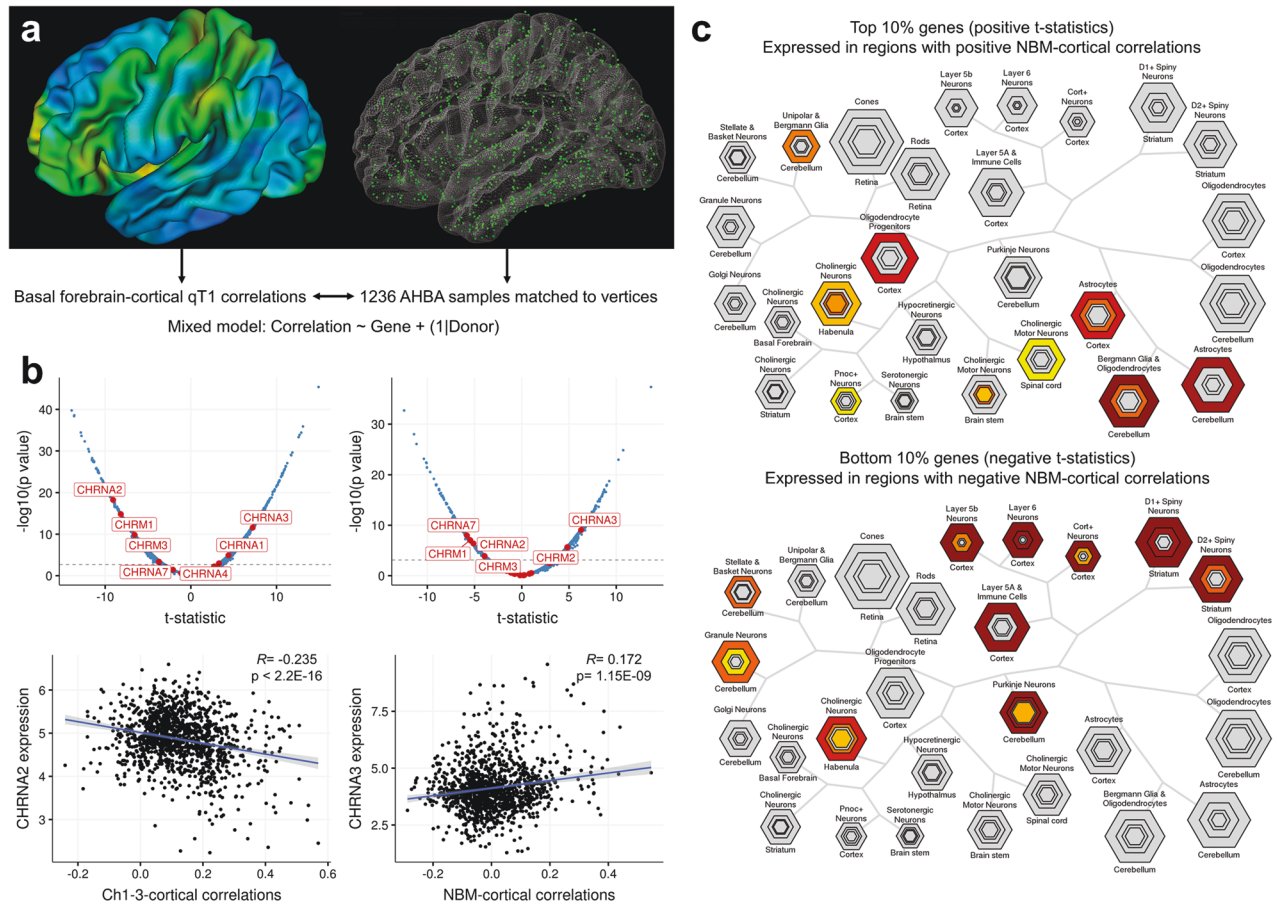 a
Basal forebrain-cortical qT1 correlations
1236 AHBA samples matched to vertices
Mixed model: Correlation ~ Gene + (1|Donor)
b
-log10(p value)
40
30
20
10
0
CHRNA2
CHRM1
CHRM3
CHRNA7
CHRNA3
CHRNA1
CHRNA4
-10
0
10
t-statistic
-log10(p value)
30
20
10
0
CHRNA7
CHRM1
CHRNA2
CHRM3
CHRNA3
CHRM2
-10
-5
0
5
10
t-statistic
CHRNA2 expression
6
5
4
3
R= -0.235
p < 2.2E-16
-0.2
0.0
0.2
0.4
0.6
Ch1-3-cortical correlations
CHRNA3 expression
7.5
5.0
2.5
R= 0.172
p= 1.15E-09
-0.2
0.0
0.2
0.4
NBM-cortical correlations
c
Top 10% genes (positive t-statistics)
Expressed in regions with positive NBM-cortical correlations
Stellate &
Basket Neurons
Cerebellum
Unipolar &
Bergmann Glia
Cerebellum
Cones
Retina
Rods
Retina
Layer 5b
Neurons
Cortex
Layer 6
Neurons
Cortex
Cort+
Neurons
Cortex
D1+ Spiny
Neurons
Striatum
D2+ Spiny
Neurons
Striatum
Layer 5A &
Immune Cells
Cortex
Oligodendrocytes
Cortex
Granule Neurons
Cerebellum
Oligodendrocyte
Progenitors
Cortex
Purkinje Neurons
Cerebellum
Oligodendrocytes
Cerebellum
Golgi Neurons
Cerebellum
Cholinergic
Neurons
Basal Forebrain
Cholinergic
Neurons
Habenula
Hypocretinergic
Neurons
Hypothalmus
Cholinergic
Motor Neurons
Spinal cord
Astrocytes
Cortex
Cholinergic
Neurons
Striatum
Pnoc+
Neurons
Cortex
Serotonergic
Neurons
Brain stem
Cholinergic
Motor Neurons
Brain stem
Bergmann Glia &
Oligodendrocytes
Cerebellum
Astrocytes
Cerebellum
Bottom 10% genes (negative t-statistics)
Expressed in regions with negative NBM-cortical correlations
Stellate &
Basket Neurons
Cerebellum
Unipolar &
Bergmann Glia
Cerebellum
Cones
Retina
Rods
Retina
Layer 5b
Neurons
Cortex
Layer 6
Neurons
Cortex
Cort+
Neurons
Cortex
D1+ Spiny
Neurons
Striatum
D2+ Spiny
Neurons
Striatum
Layer 5A &
Immune Cells
Cortex
Oligodendrocytes
Cortex
Granule Neurons
Cerebellum
Oligodendrocyte
Progenitors
Cortex
Purkinje Neurons
Cerebellum
Oligodendrocytes
Cerebellum
Golgi Neurons
Cerebellum
Cholinergic
Neurons
Basal Forebrain
Cholinergic
Neurons
Habenula
Hypocretinergic
Neurons
Hypothalmus
Cholinergic
Motor Neurons
Spinal cord
Astrocytes
Cortex
Cholinergic
Neurons
Striatum
Pnoc+
Neurons
Cortex
Serotonergic
Neurons
Brain stem
Cholinergic
Motor Neurons
Brain stem
Bergmann Glia &
Oligodendrocytes
Cerebellum
Astrocytes
Cerebellum